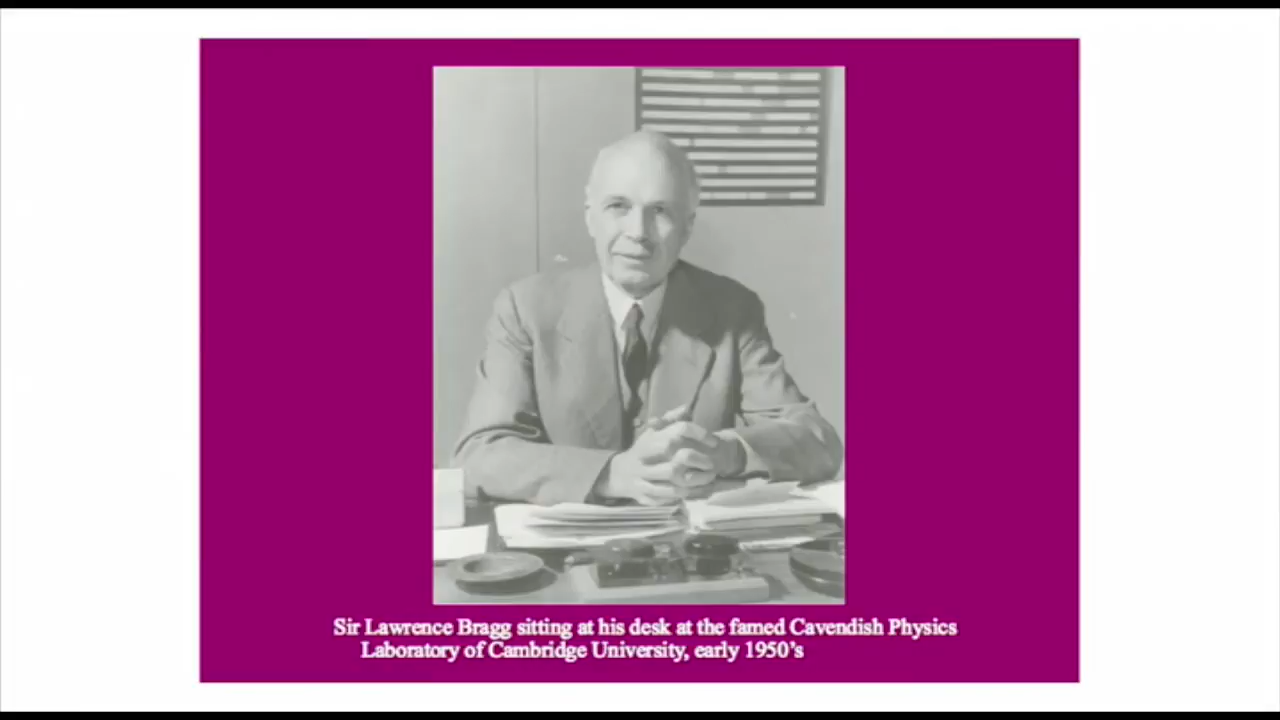 Sir Lawrence Bragg sitting at his desk at the famed Cavendish Physics
Laboratory of Cambridge University, early 1950’s